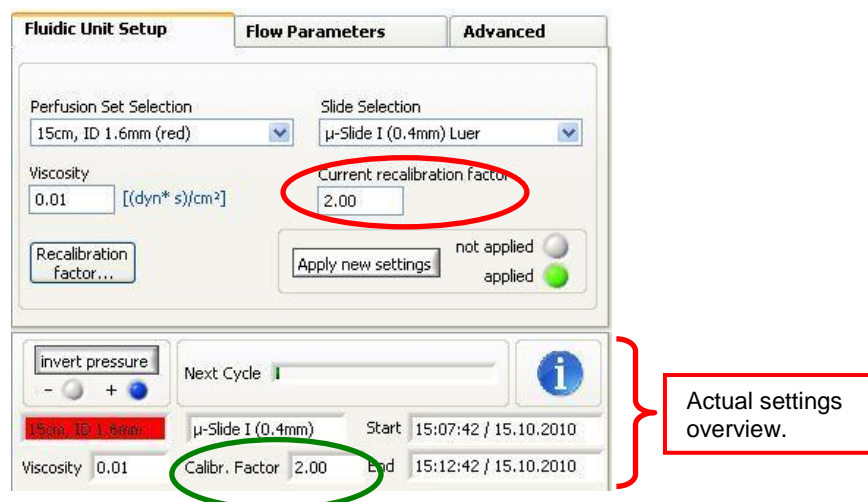 Fluidic Unit Setup
Flow Parameters
Advanced
Perfusion Set Selection
Slide Selection
15cm, ID 1.6mm (red)
µ-Slide I (0.4mm) Luer
Viscosity
Current recalibration factor
0.01 [(dyn* s)/cm²]
2.00
Recalibration
factor...
Apply new settings
not applied
applied
invert pressure
- +
Next Cycle
i
15cm, ID 1.6mm
µ-Slide I (0.4mm)
Start 15:07:42 / 15.10.2010
Viscosity 0.01
Calibr. Factor 2.00
End 15:12:42 / 15.10.2010
Actual settings
overview.